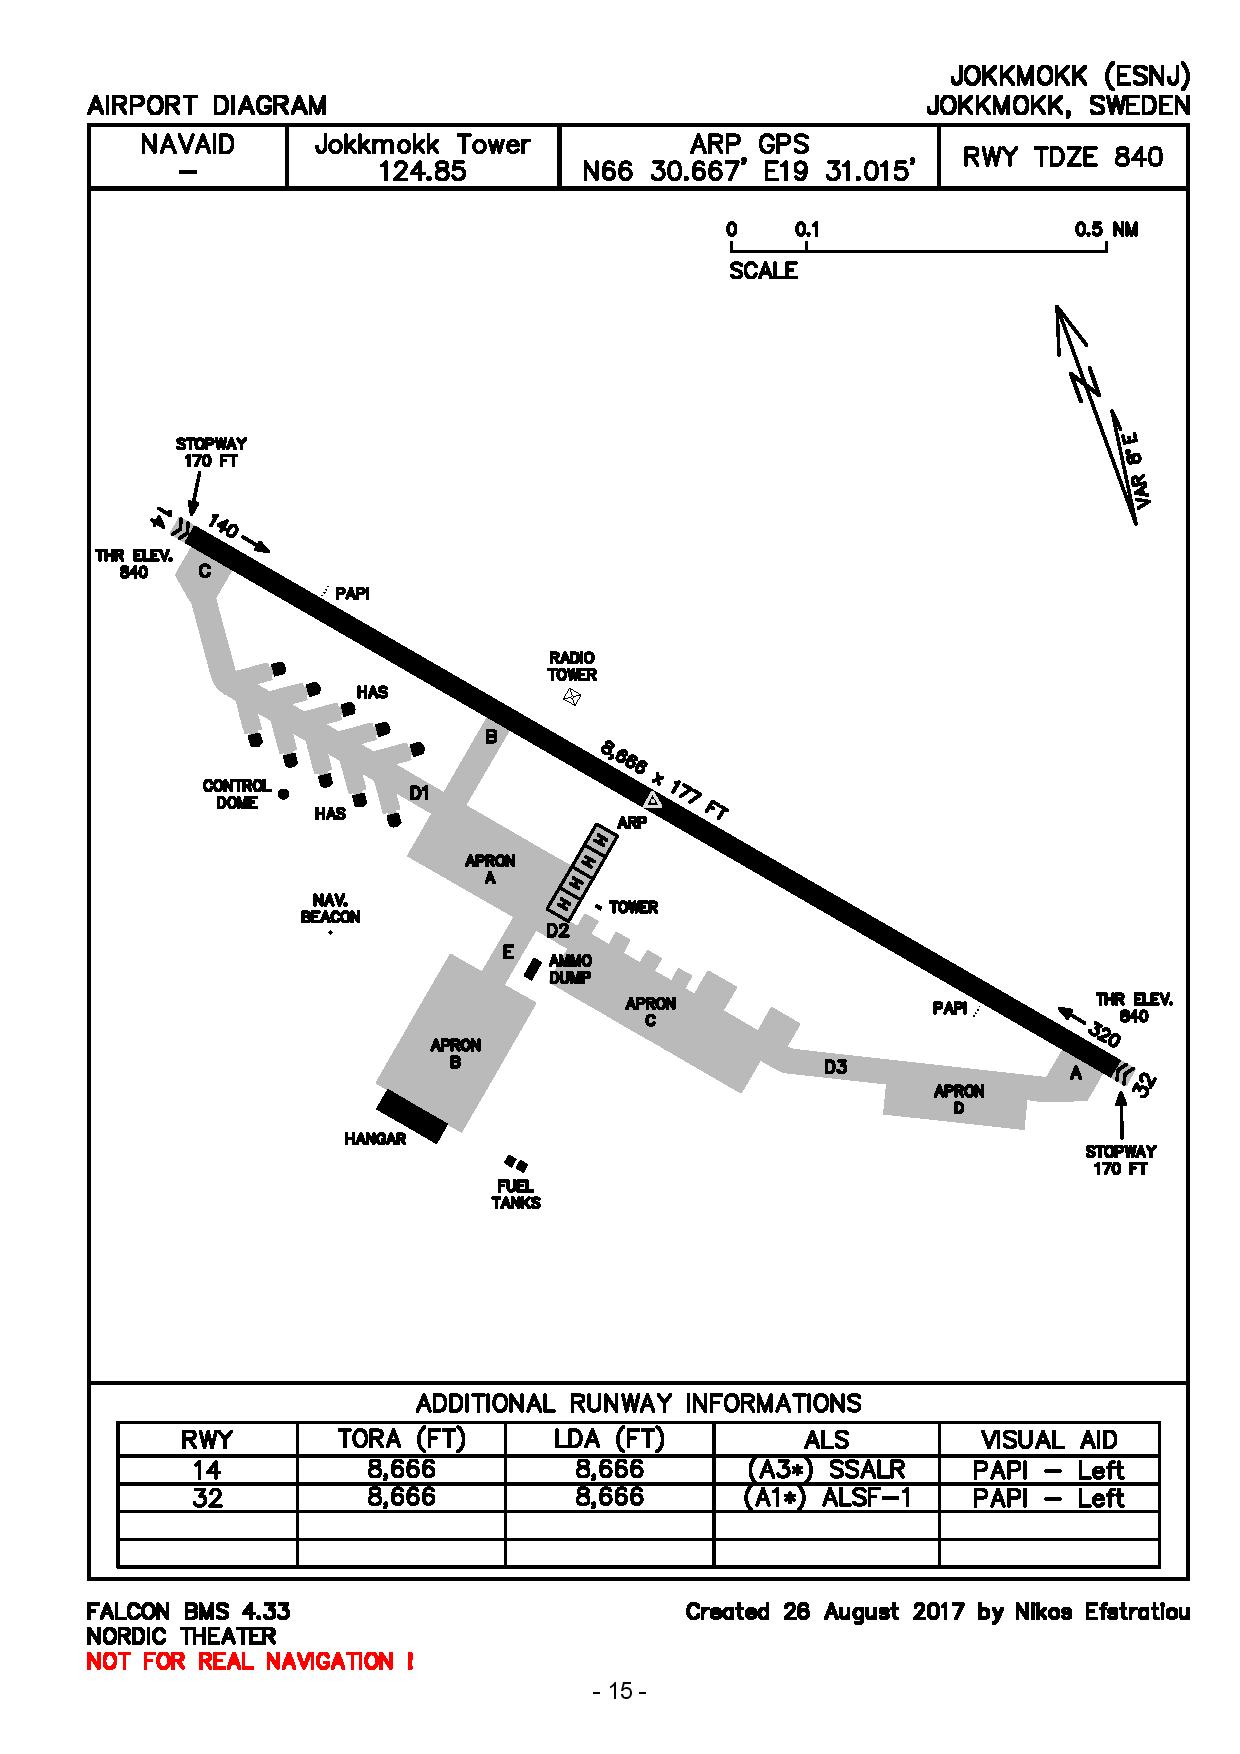 JOKKMOKK (ESNJ)
AIRPORT DIAGRAM
JOKKMOKK, SWEDEN
NAVAID
–
Jokkmokk Tower
124.85
ARP GPS
N66 30.667' E19 31.015'
RWY TDZE 840
0 0.1 0.5 NM
SCALE
VAR 8° E
STOPWAY
170 FT
14
140
THR ELEV.
840
C
PAPI
RADIO
TOWER
HAS
B
8,666 x 177 FT
CONTROL
DOME
D1
HAS
ARP
APRON
A
H
H
H
H
NAV.
BEACON
TOWER
D2
E
AMMO
DUMP
APRON
C
PAPI
THR ELEV.
840
320
APRON
B
D3
A
32
APRON
D
HANGAR
STOPWAY
170 FT
FUEL
TANKS
ADDITIONAL RUNWAY INFORMATIONS
RWY TORA (FT) LDA (FT) ALS VISUAL AID
14 8,666 8,666 (A3*) SSALR PAPI – Left
32 8,666 8,666 (A1*) ALSF–1 PAPI – Left
FALCON BMS 4.33
Created 26 August 2017 by Nikos Efstratiou
NORDIC THEATER
NOT FOR REAL NAVIGATION !
- 15 -